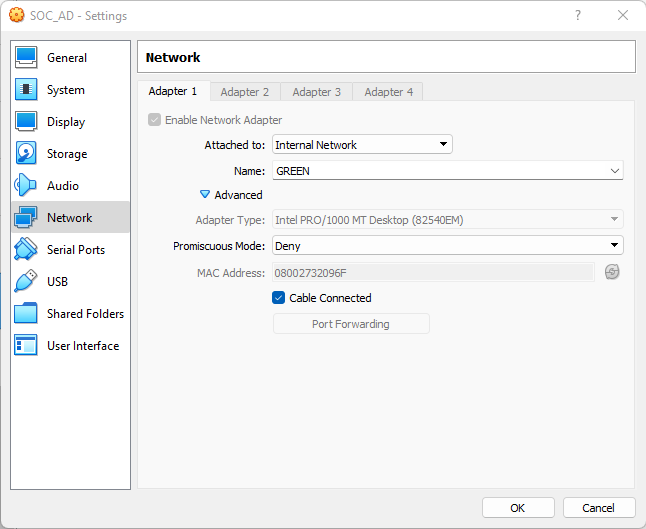 SOC_AD - Settings
?
General
System
Display
Storage
Audio
Network
Serial Ports
USB
Shared Folders
User Interface
Network
Adapter 1 Adapter 2 Adapter 3 Adapter 4
Enable Network Adapter
Attached to: Internal Network
Name: GREEN
Advanced
Adapter Type: Intel PRO/1000 MT Desktop (82540EM)
Promiscuous Mode: Deny
MAC Address: 08002732096F
Cable Connected
Port Forwarding
OK Cancel